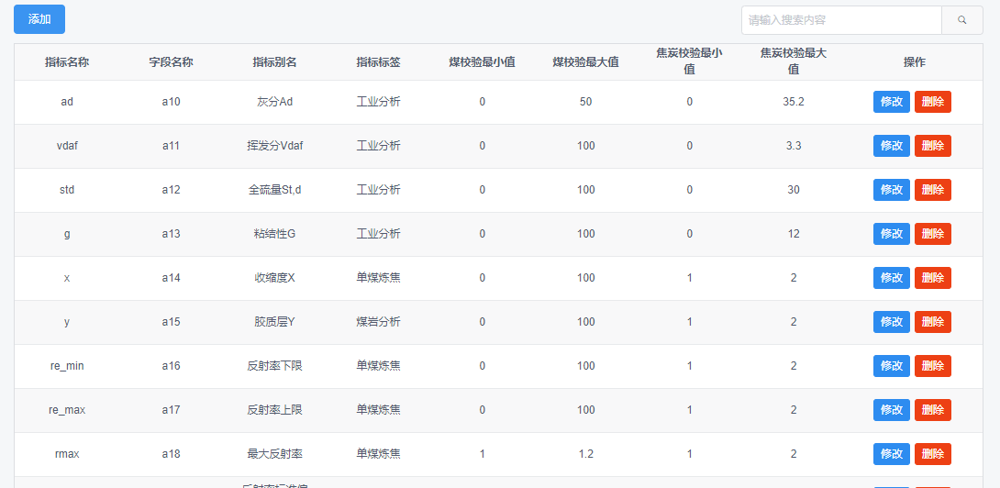 添加
请输入搜索内容
指标名称 字段名称 指标别名 指标标签 煤校验最小值 煤校验最大值 焦炭校验最小值 焦炭校验最大值 操作
ad a10 灰分Ad 工业分析 0 50 0 35.2 修改 删除
vdaf a11 挥发分Vdaf 工业分析 0 100 0 3.3 修改 删除
std a12 全硫量St,d 工业分析 0 100 0 30 修改 删除
g a13 粘结性G 工业分析 0 100 0 12 修改 删除
x a14 收缩度X 单煤炼焦 0 100 1 2 修改 删除
y a15 胶质层Y 煤岩分析 0 100 1 2 修改 删除
re_min a16 反射率下限 单煤炼焦 0 100 1 2 修改 删除
re_max a17 反射率上限 单煤炼焦 0 100 1 2 修改 删除
rmax a18 最大反射率 单煤炼焦 1 1.2 1 2 修改 删除
反射率标准偏